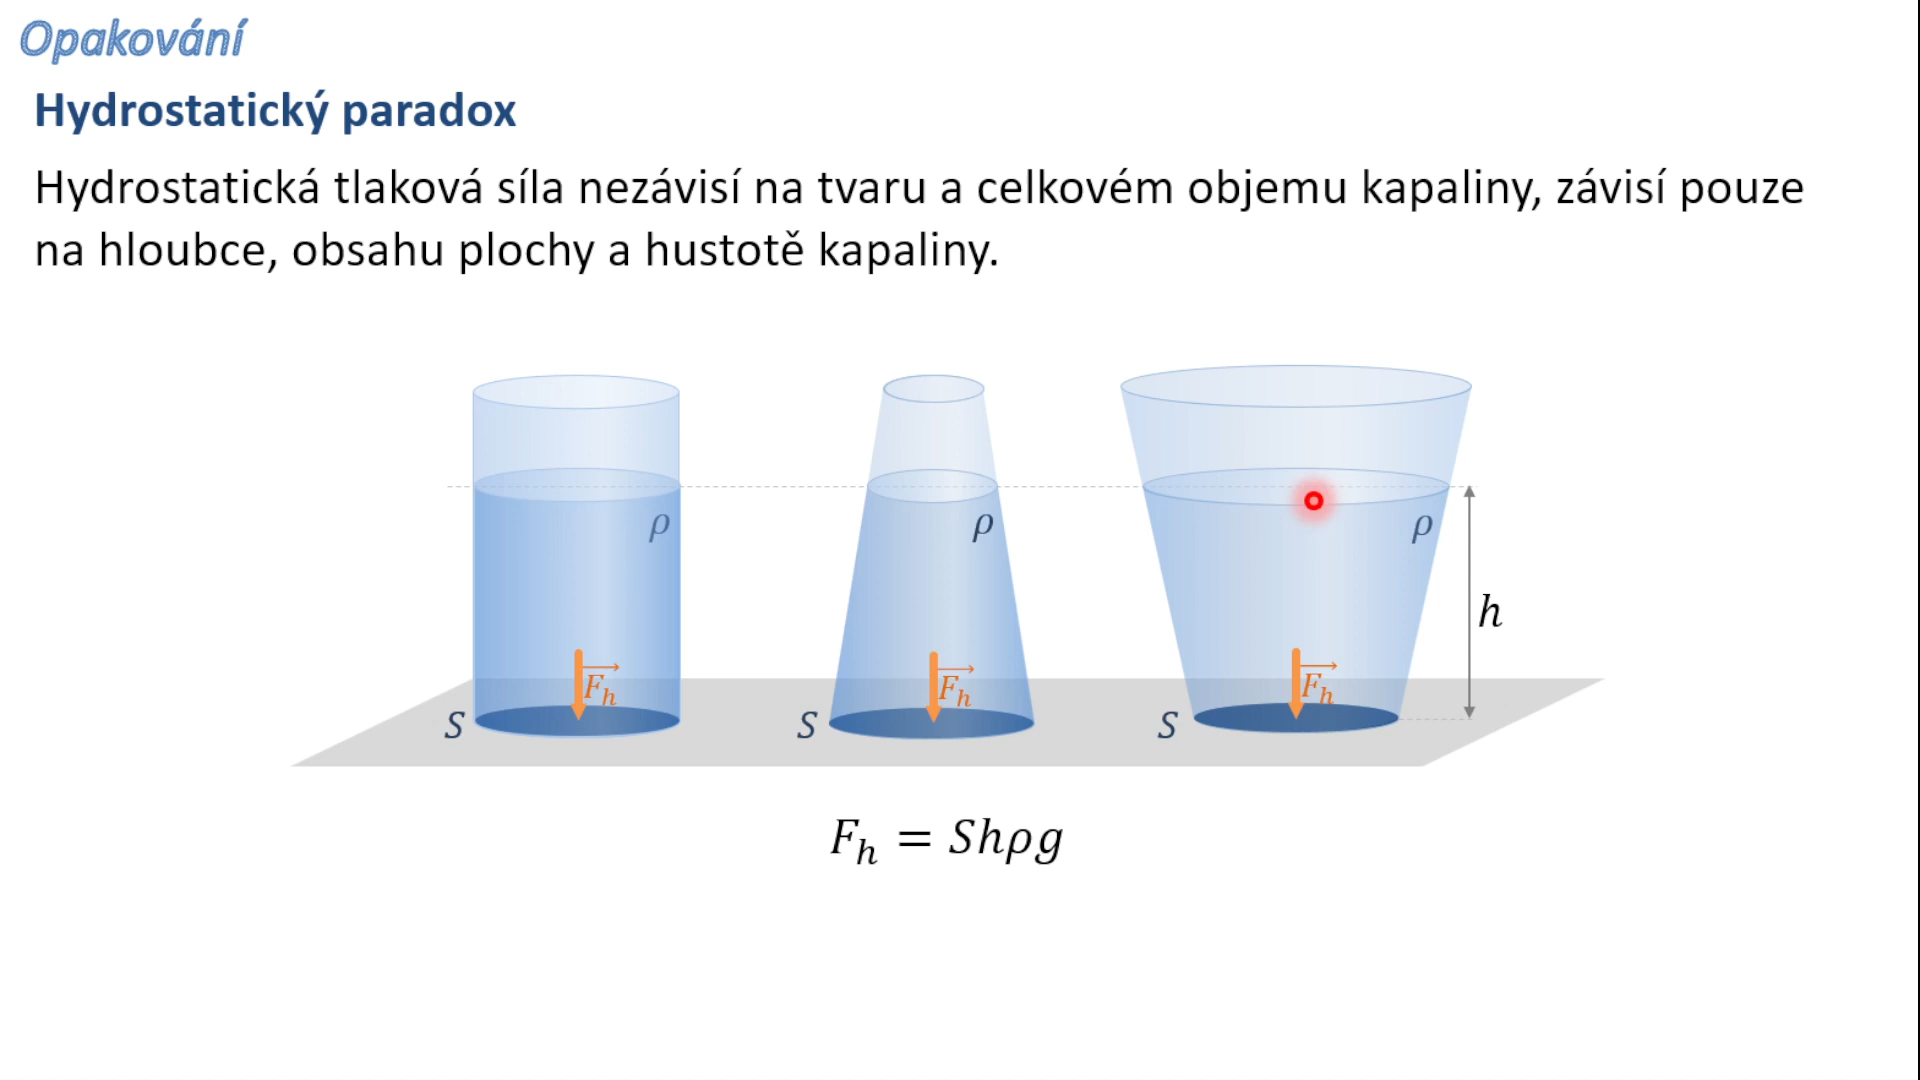 Opakování
Hydrostatický paradox
Hydrostatická tlaková síla nezávisí na tvaru a celkovém objemu kapaliny, závisí pouze
na hloubce, obsahu plochy a hustotě kapaliny.
ρ ρ ρ
h
F⃗ₕ F⃗ₕ F⃗ₕ
S S S
Fₕ = Shρg